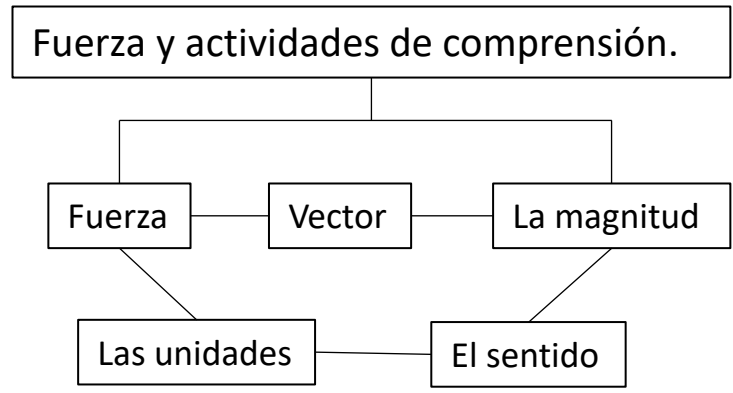 Fuerza y actividades de comprensión.
Fuerza
Vector
La magnitud
Las unidades
El sentido